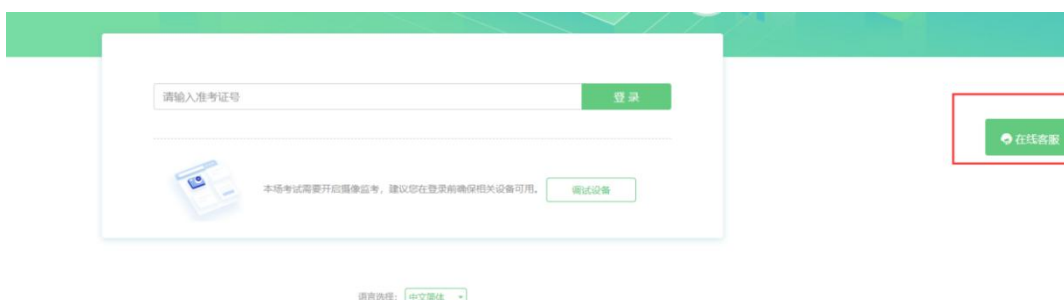 请输入准考证号
登 录
在线客服
本场考试需要开启摄像监考，建议您在登录前确保相关设备可用。
调试设备
语言选择：
中文简体